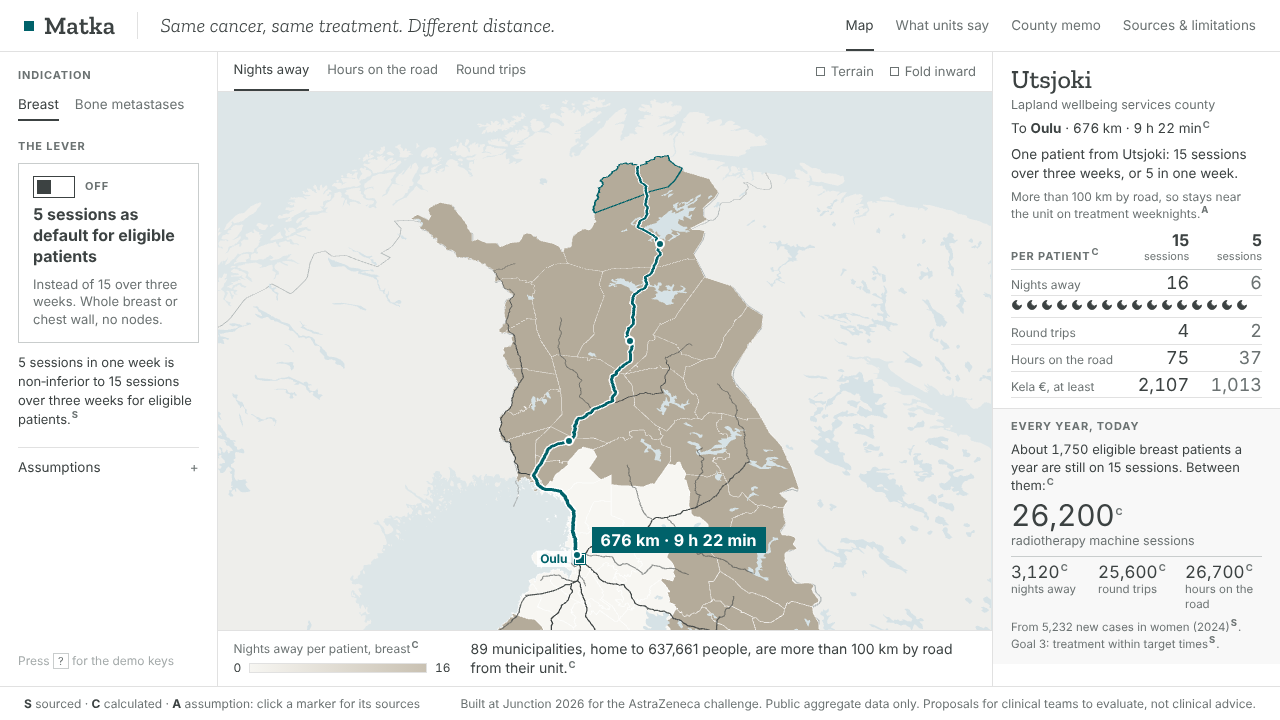 Matka
Same cancer, same treatment. Different distance.
Map
What units say
County memo
Sources & limitations
INDICATION
Breast
Bone metastases
THE LEVER
OFF
5 sessions as
default for eligible
patients
Instead of 15 over three
weeks. Whole breast or
chest wall, no nodes.
5 sessions in one week is
non-inferior to 15 sessions
over three weeks for eligible
patients.S
Assumptions +
Press ? for the demo keys
Nights away
Hours on the road
Round trips
Terrain
Fold inward
676 km · 9 h 22 min
Oulu
Nights away per patient, breastC
0 16
89 municipalities, home to 637,661 people, are more than 100 km by road
from their unit.C
Utsjoki
Lapland wellbeing services county
To Oulu · 676 km · 9 h 22 minC
One patient from Utsjoki: 15 sessions
over three weeks, or 5 in one week.
More than 100 km by road, so stays near
the unit on treatment weeknights.A
15 5
PER PATIENTC sessions sessions
Nights away 16 6
Round trips 4 2
Hours on the road 75 37
Kela €, at least 2,107 1,013
EVERY YEAR, TODAY
About 1,750 eligible breast patients a
year are still on 15 sessions. Between
them:C
26,200C
radiotherapy machine sessions
3,120C 25,600C 26,700C
nights away round trips hours on the
road
From 5,232 new cases in women (2024)S.
Goal 3: treatment within target timesS.
S sourced · C calculated · A assumption: click a marker for its sources
Built at Junction 2026 for the AstraZeneca challenge. Public aggregate data only. Proposals for clinical teams to evaluate, not clinical advice.